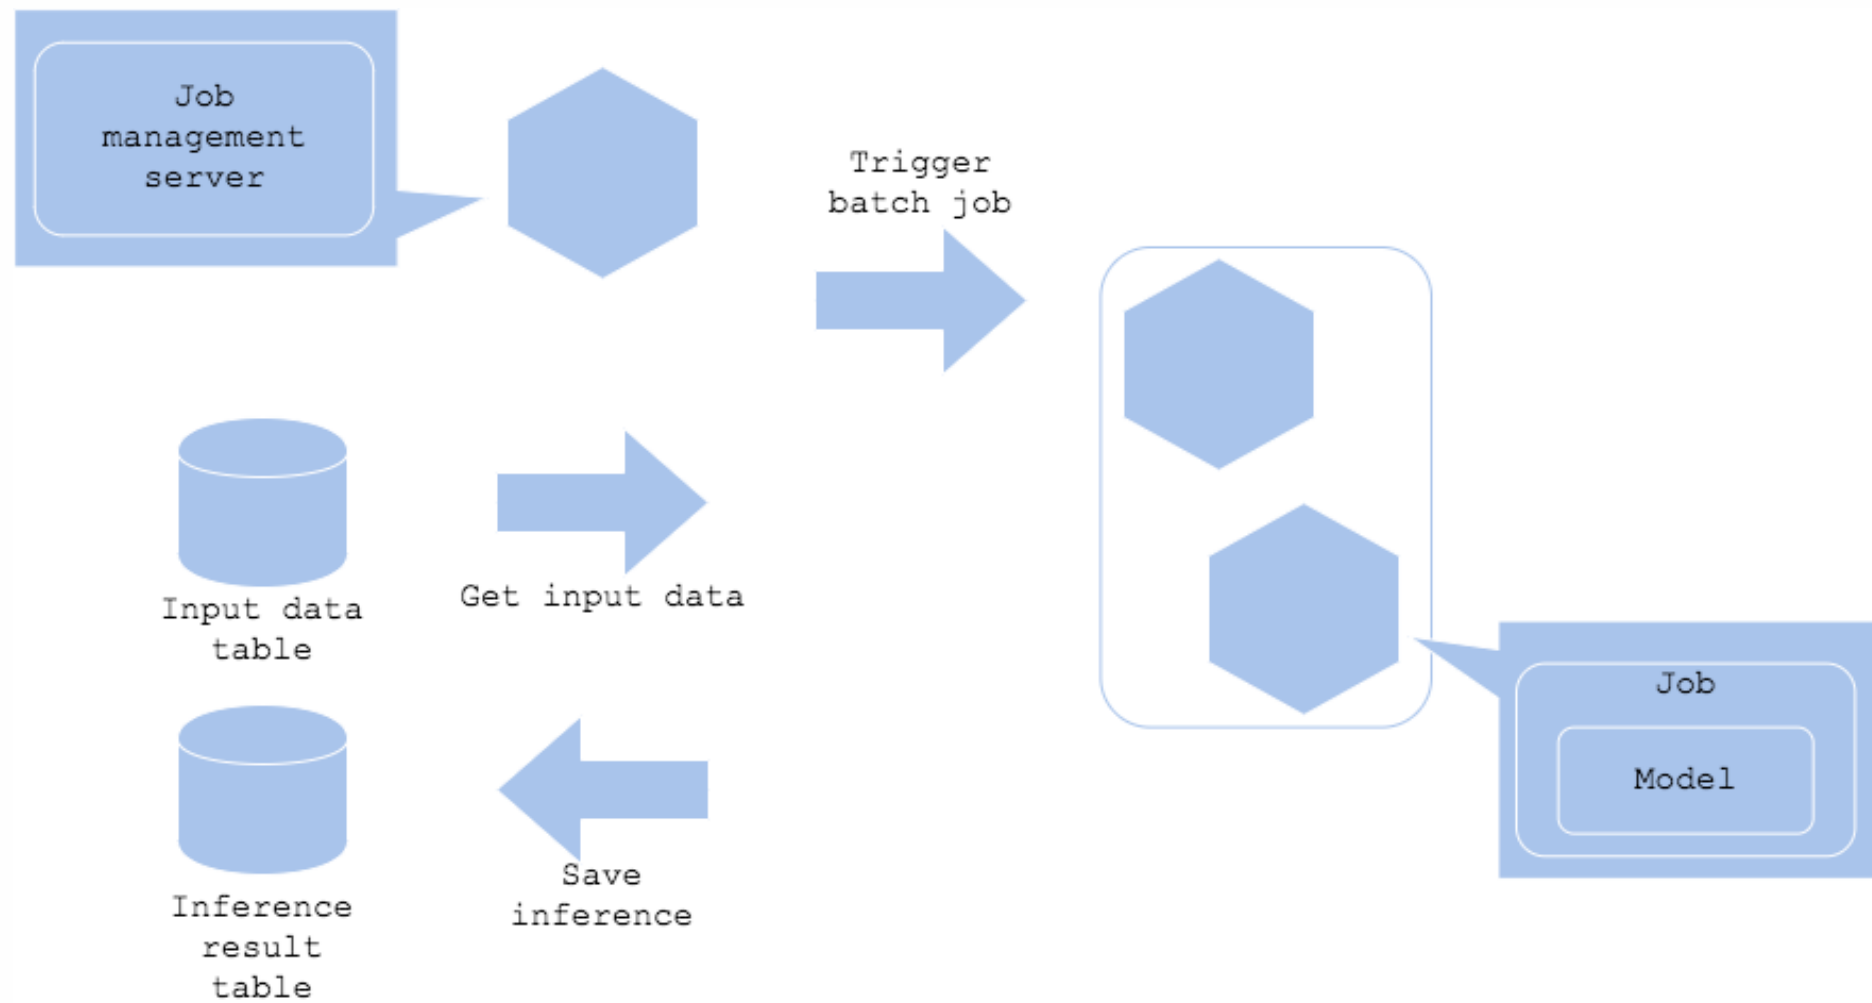 Job
management
server
Trigger
batch job
Input data
table
Get input data
Job
Model
Save
inference
Inference
result
table